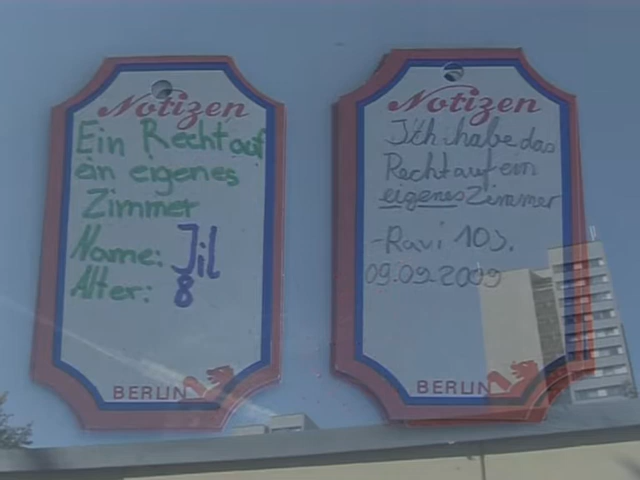 Notizen
Ein Recht auf
ein eigenes
Zimmer
Name: Jil
Alter: 8
BERLIN
Notizen
Ich habe das
Recht auf ein
eigenes Zimmer
-Ravi 10J.
09.09.2009
BERLIN